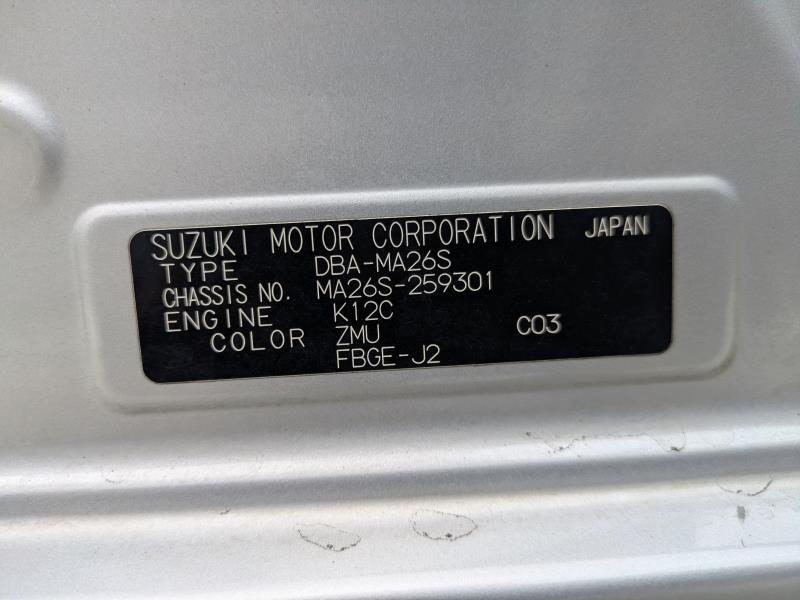 SUZUKI MOTOR CORPORATION JAPAN
TYPE DBA-MA26S
CHASSIS NO. MA26S-259301
ENGINE K12C
COLOR ZMU C03
FBGE-J2